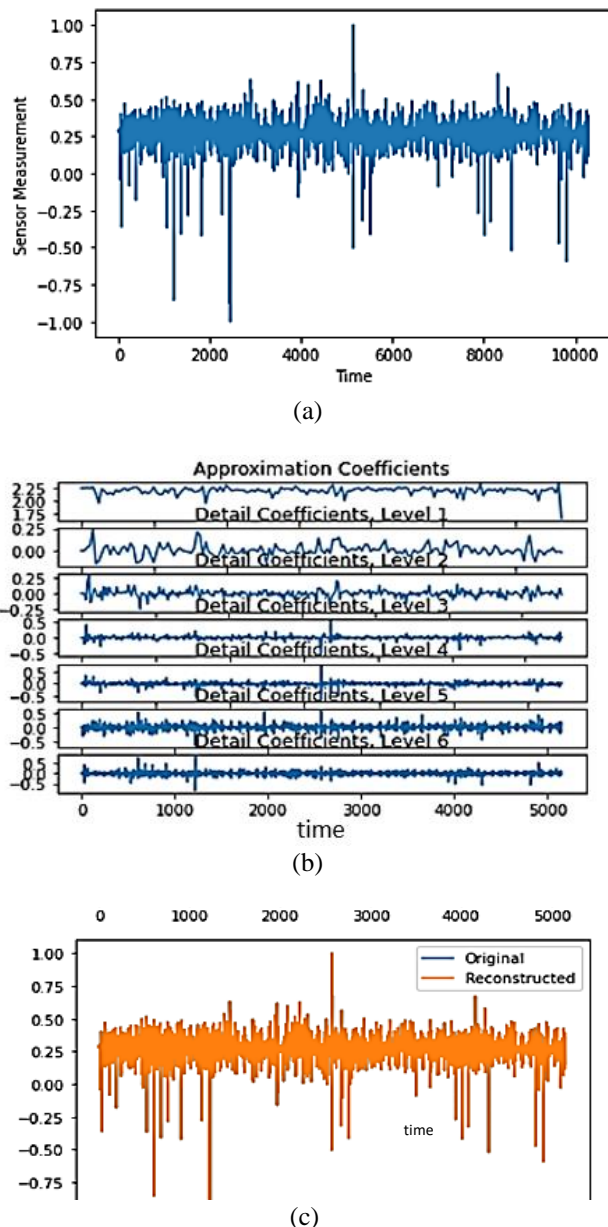 1.00
0.75
0.50
0.25
0.00
−0.25
−0.50
−0.75
−1.00
Sensor Measurement
0 2000 4000 6000 8000 10000
Time
(a)
Approximation Coefficients
2.25
2.00
1.75
Detail Coefficients, Level 1
0.25
0.00
Detail Coefficients, Level 2
0.25
0.00
−0.25
Detail Coefficients, Level 3
0.5
0.0
−0.5
Detail Coefficients, Level 4
0.5
0.0
−0.5
Detail Coefficients, Level 5
0.5
0.0
−0.5
Detail Coefficients, Level 6
0.5
0.0
−0.5
0 1000 2000 3000 4000 5000
time
(b)
0 1000 2000 3000 4000 5000
1.00
0.75
0.50
0.25
0.00
−0.25
−0.50
−0.75
Original
Reconstructed
time
(c)